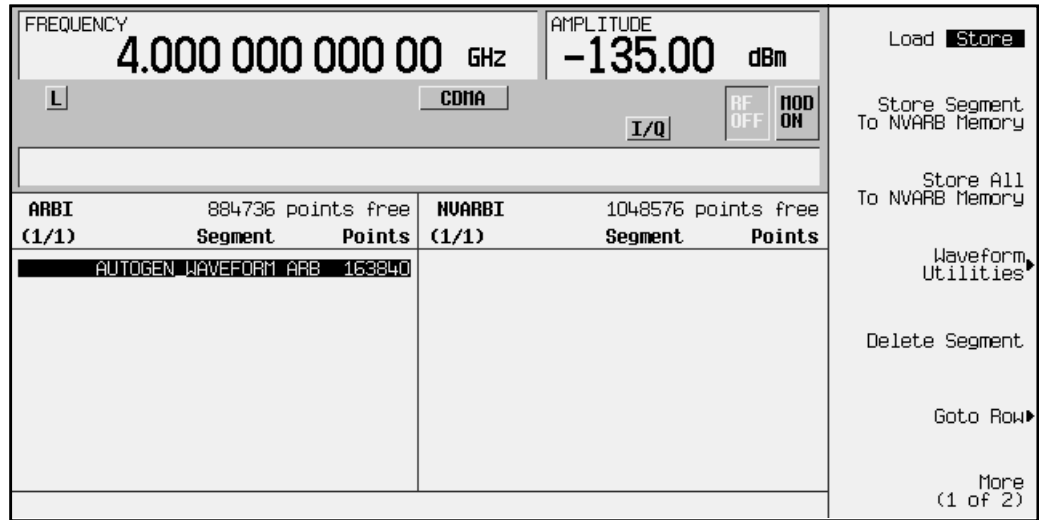 FREQUENCY
4.000 000 000 00 GHz
AMPLITUDE
-135.00 dBm
L
CDMA
I/Q
RF
OFF
MOD
ON
ARBI 884736 points free
(1/1) Segment Points
AUTOGEN_WAVEFORM ARB 163840
NVARBI 1048576 points free
(1/1) Segment Points
Load Store
Store Segment
To NVARB Memory
Store All
To NVARB Memory
Waveform
Utilities
Delete Segment
Goto Row
More
(1 of 2)